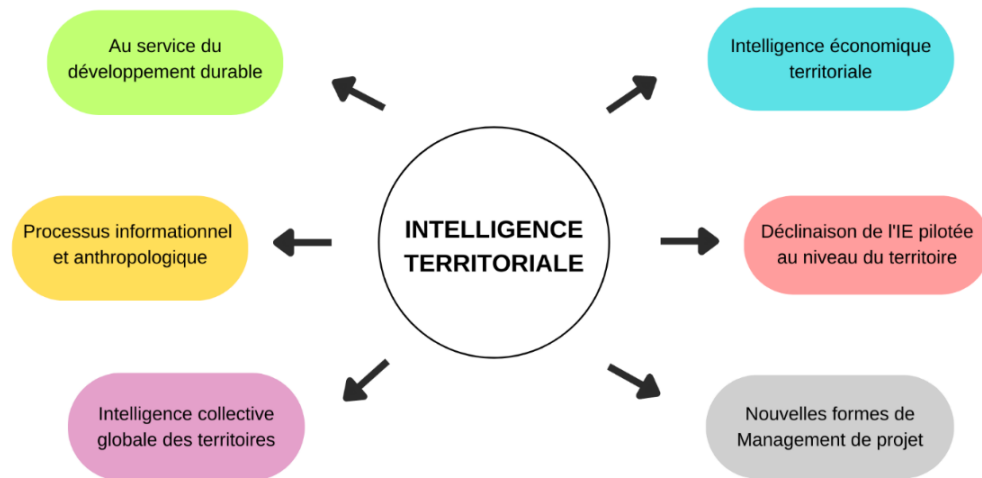 Au service du
développement durable
Intelligence économique
territoriale
Processus informationnel
et anthropologique
INTELLIGENCE
TERRITORIALE
Déclinaison de l'IE pilotée
au niveau du territoire
Intelligence collective
globale des territoires
Nouvelles formes de
Management de projet